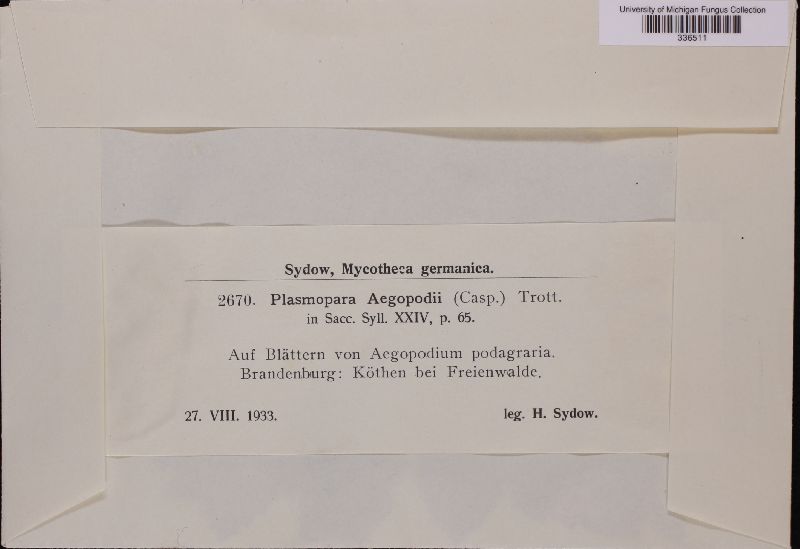 University of Michigan Fungus Collection
336511
Sydow, Mycotheca germanica.
2670. Plasmopara Aegopodii (Casp.) Trott.
in Sacc. Syll. XXIV, p. 65.
Auf Blättern von Aegopodium podagraria.
Brandenburg: Köthen bei Freienwalde.
27. VIII. 1933. leg. H. Sydow.